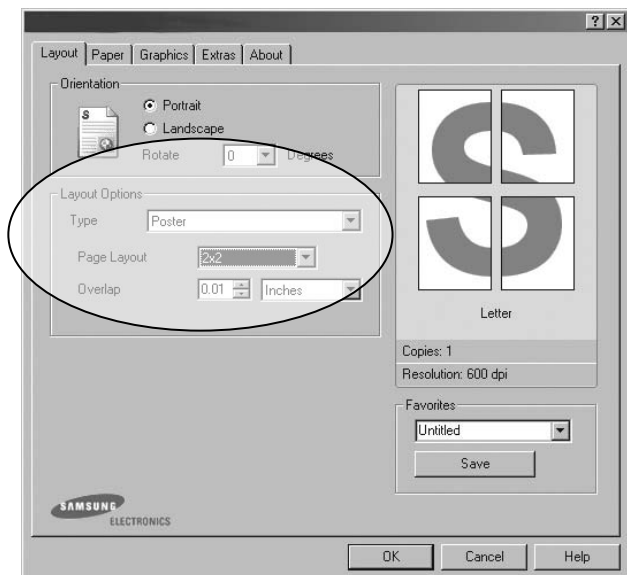 Layout Paper Graphics Extras About
Orientation
S
Portrait
Landscape
Rotate 0 Degrees
Layout Options
Type Poster
Page Layout 2x2
Overlap 0.01 Inches
S
Letter
Copies: 1
Resolution: 600 dpi
Favorites
Untitled
Save
SAMSUNG
ELECTRONICS
OK Cancel Help